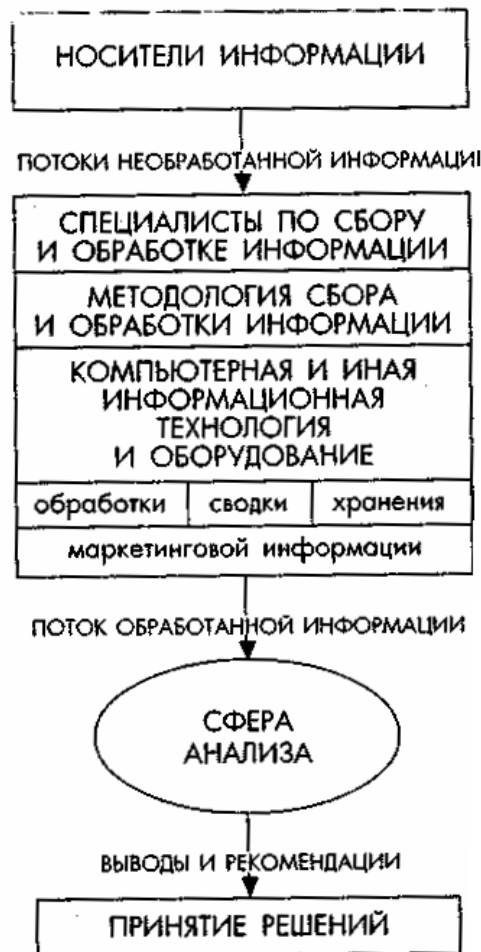 НОСИТЕЛИ ИНФОРМАЦИИ
ПОТОКИ НЕОБРАБОТАННОЙ ИНФОРМАЦИ
СПЕЦИАЛИСТЫ ПО СБОРУ
И ОБРАБОТКЕ ИНФОРМАЦИИ
МЕТОДОЛОГИЯ СБОРА
И ОБРАБОТКИ ИНФОРМАЦИИ
КОМПЬЮТЕРНАЯ И ИНАЯ
ИНФОРМАЦИОННАЯ
ТЕХНОЛОГИЯ
И ОБОРУДОВАНИЕ
обработки сводки хранения
маркетинговой информации
ПОТОК ОБРАБОТАННОЙ ИНФОРМАЦИИ
СФЕРА
АНАЛИЗА
ВЫВОДЫ И РЕКОМЕНДАЦИИ
ПРИНЯТИЕ РЕШЕНИЙ